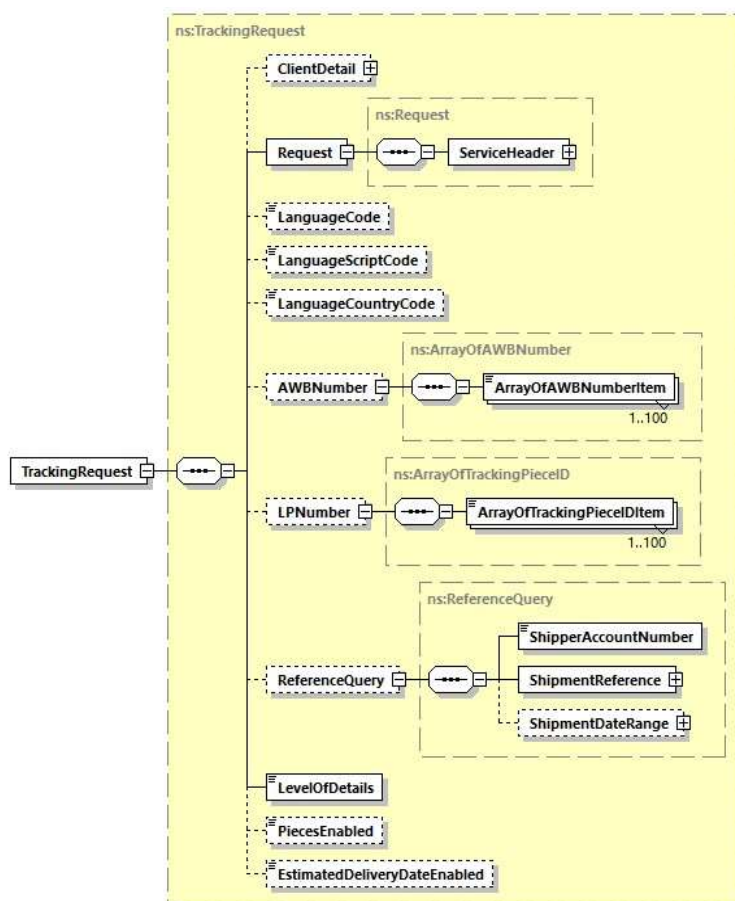 ns:TrackingRequest
ClientDetail
ns:Request
Request
ServiceHeader
LanguageCode
LanguageScriptCode
LanguageCountryCode
ns:ArrayOfAWBNumber
AWBNumber
ArrayOfAWBNumberItem
1..100
TrackingRequest
ns:ArrayOfTrackingPieceID
LPNumber
ArrayOfTrackingPieceIDItem
1..100
ns:ReferenceQuery
ShipperAccountNumber
ReferenceQuery
ShipmentReference
ShipmentDateRange
LevelOfDetails
PiecesEnabled
EstimatedDeliveryDateEnabled